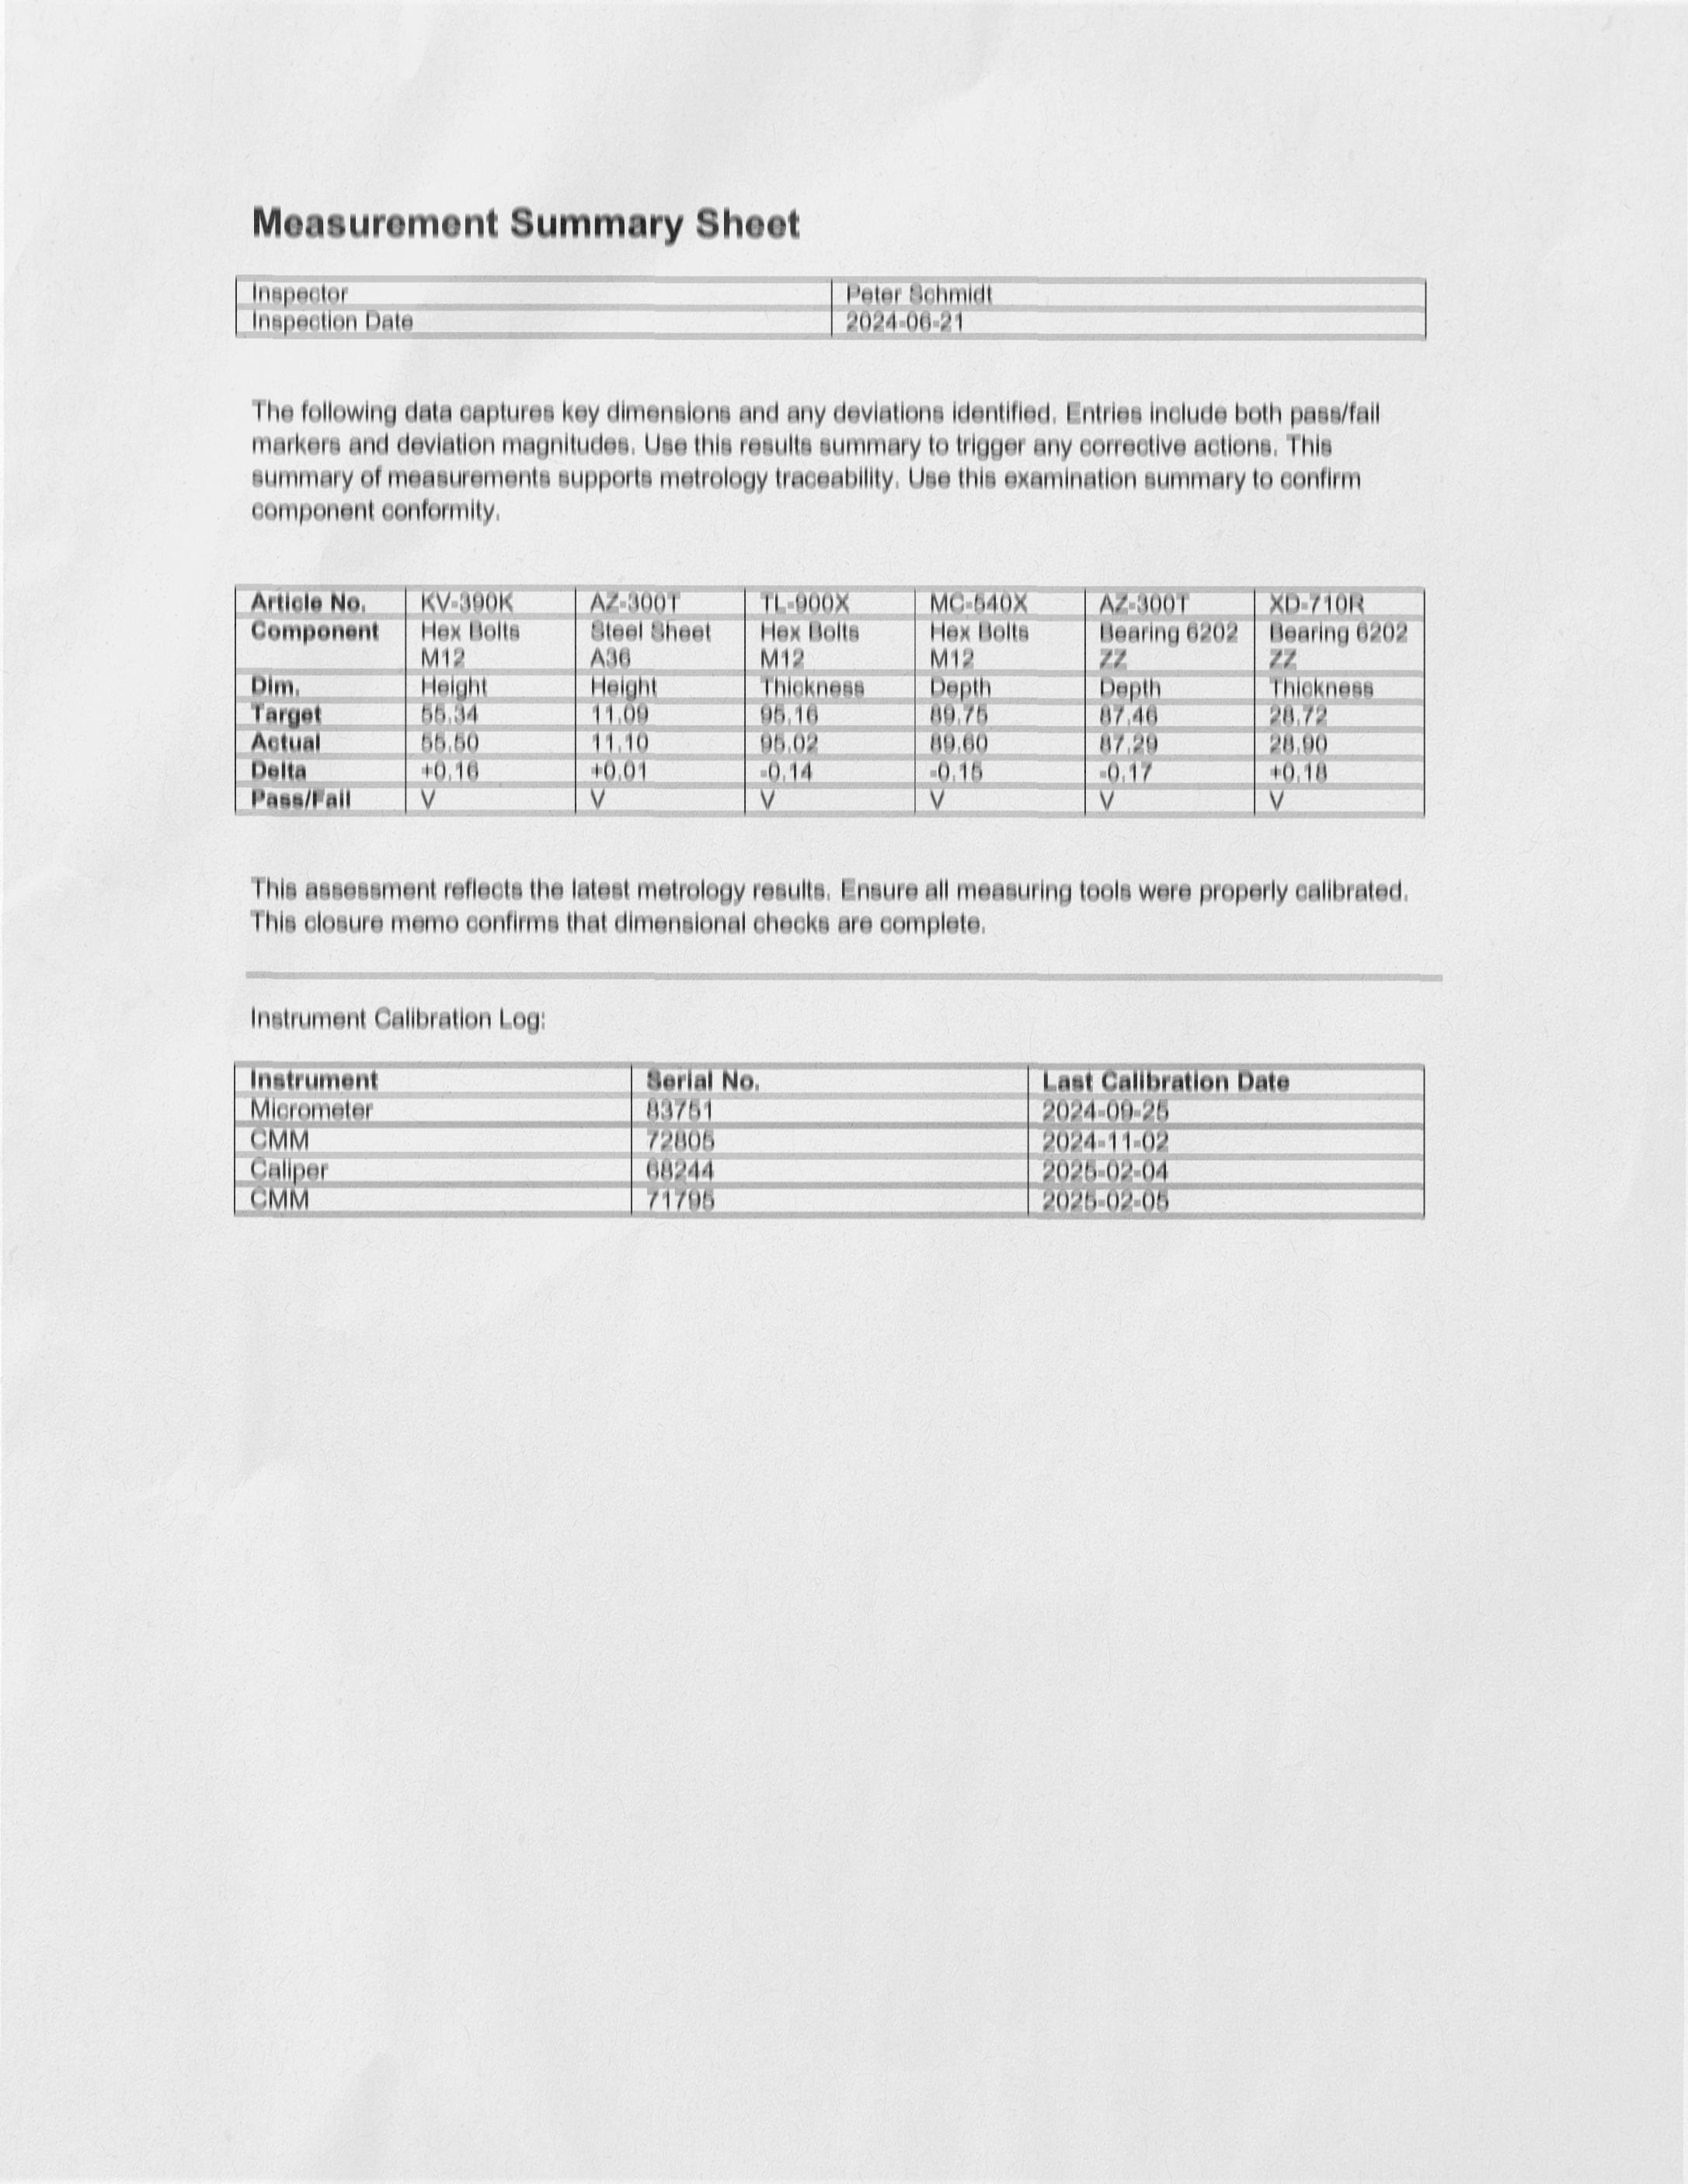 Measurement Summary Sheet
Inspector Peter Schmidt
Inspection Date 2024-06-21
The following data captures key dimensions and any deviations identified. Entries include both pass/fail
markers and deviation magnitudes. Use this results summary to trigger any corrective actions. This
summary of measurements supports metrology traceability. Use this examination summary to confirm
component conformity.
Article No. KV-390K AZ-300T TL-900X MC-540X AZ-300T XD-710R
Component Hex Bolts Steel Sheet Hex Bolts Hex Bolts Bearing 6202 Bearing 6202
M12 A36 M12 M12 ZZ ZZ
Dim. Height Height Thickness Depth Depth Thickness
Target 55.34 11.09 95.16 89.75 87.46 28.72
Actual 55.50 11.10 95.02 89.60 87.29 28.90
Delta +0.16 +0.01 -0.14 -0.15 -0.17 +0.18
Pass/Fail V V V V V V
This assessment reflects the latest metrology results. Ensure all measuring tools were properly calibrated.
This closure memo confirms that dimensional checks are complete.
Instrument Calibration Log:
Instrument Serial No. Last Calibration Date
Micrometer 83751 2024-09-25
CMM 72805 2024-11-02
Caliper 68244 2025-02-04
CMM 71795 2025-02-05